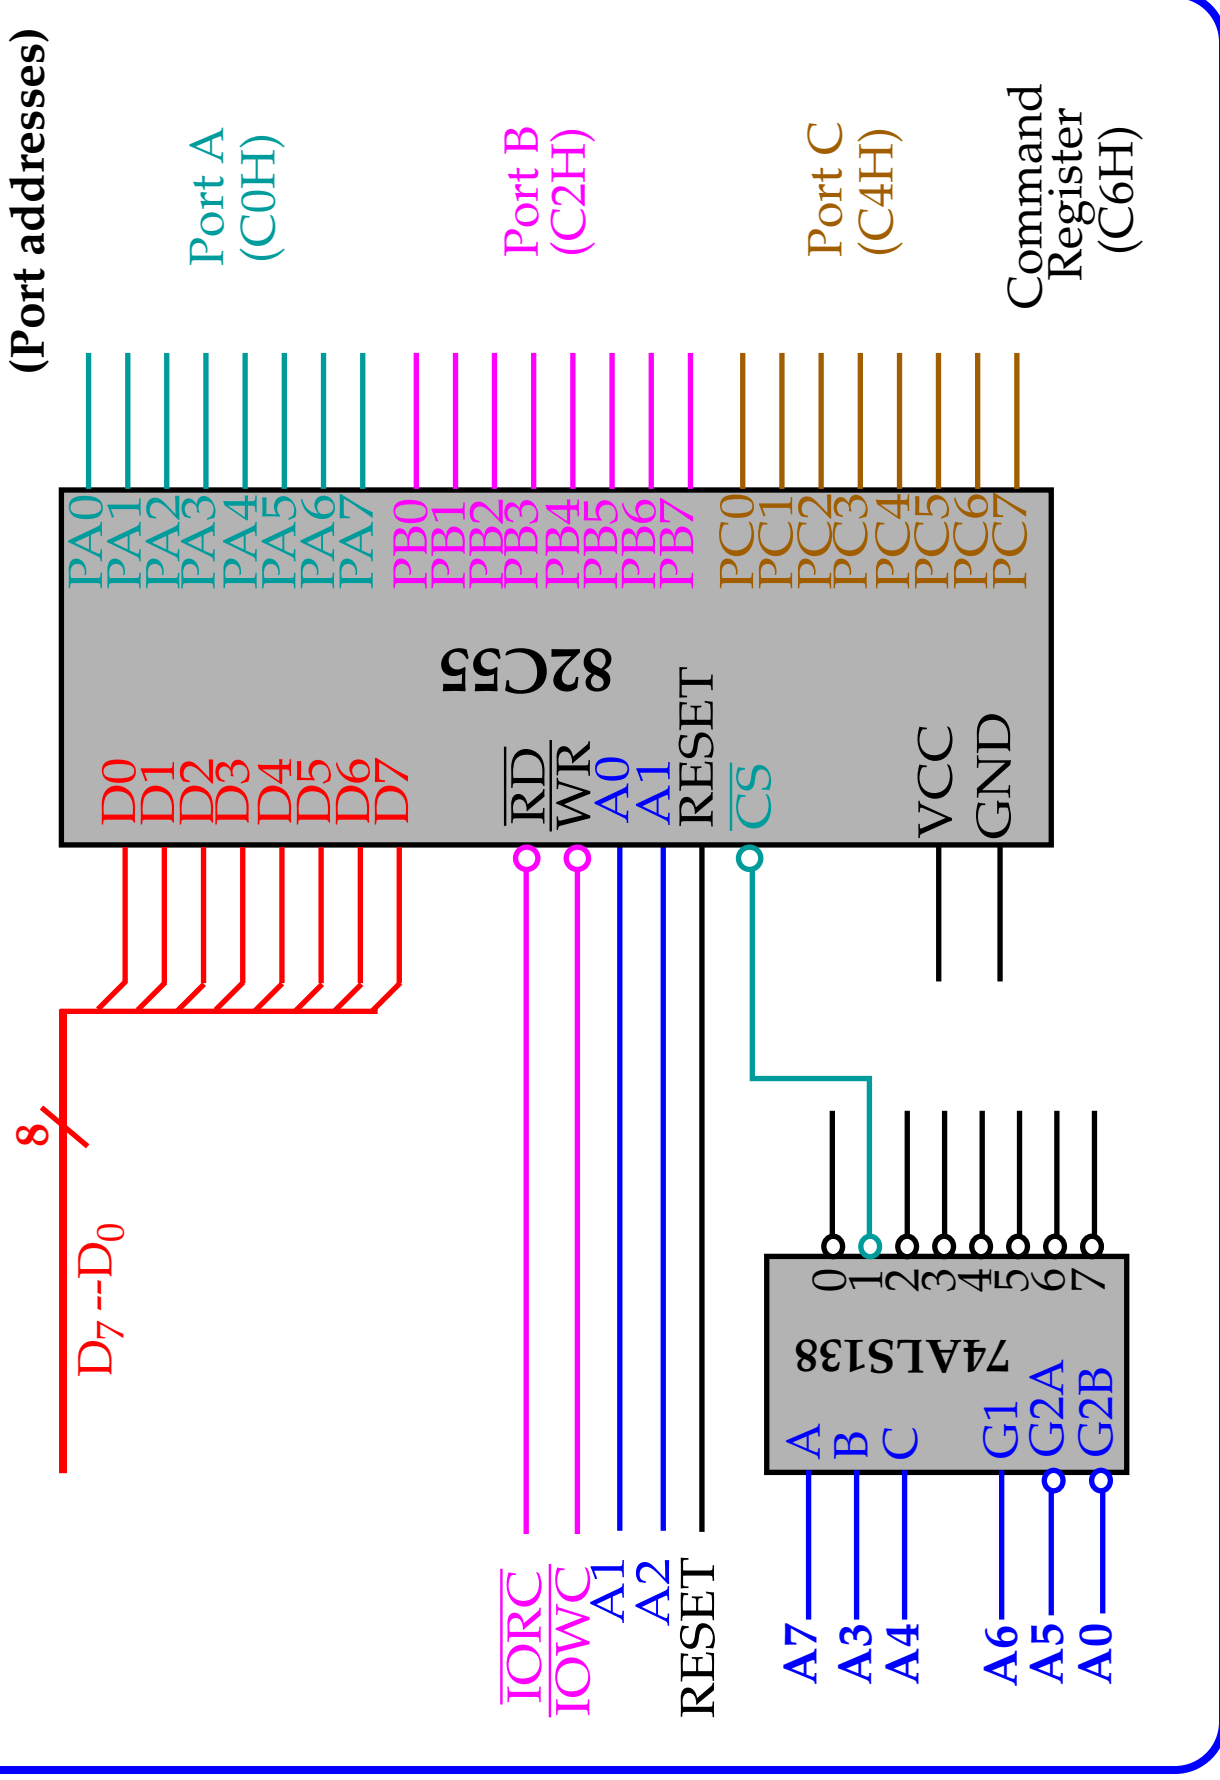 (Port addresses)
Port A
(C0H)
Port B
(C2H)
Port C
(C4H)
Command
Register
(C6H)
PA0
PA1
PA2
PA3
PA4
PA5
PA6
PA7
PB0
PB1
PB2
PB3
PB4
PB5
PB6
PB7
PC0
PC1
PC2
PC3
PC4
PC5
PC6
PC7
82C55
D0
D1
D2
D3
D4
D5
D6
D7
RD
WR
A0
A1
RESET
CS
VCC
GND
8
D7 --- D0
IORC
IOWC
A1
A2
RESET
0
1
2
3
4
5
6
7
74ALS138
A
B
C
G1
G2A
G2B
A7
A3
A4
A6
A5
A0